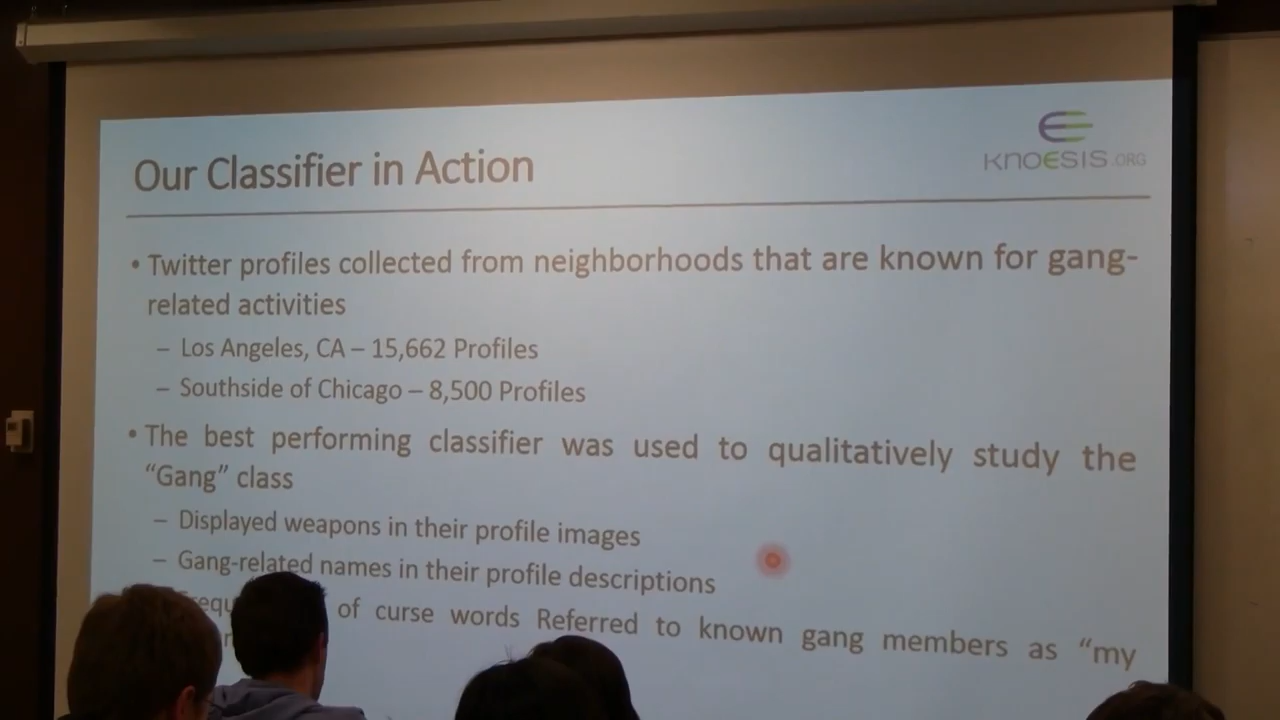 Our Classifier in Action
KNOESIS.ORG
• Twitter profiles collected from neighborhoods that are known for gang-
related activities
– Los Angeles, CA – 15,662 Profiles
– Southside of Chicago – 8,500 Profiles
• The best performing classifier was used to qualitatively study the
“Gang” class
– Displayed weapons in their profile images
– Gang-related names in their profile descriptions
of curse words Referred to known gang members as “my